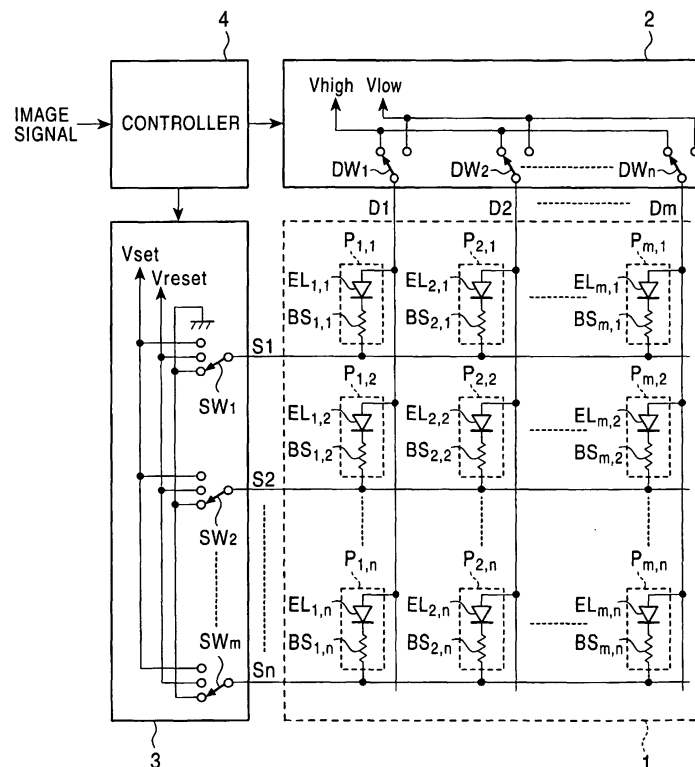 4
2
IMAGE
SIGNAL
CONTROLLER
Vhigh
Vlow
DW1
DW2
DWn
D1
D2
Dm
Vset
Vreset
P1,1
P2,1
Pm,1
EL1,1
EL2,1
ELm,1
BS1,1
BS2,1
BSm,1
S1
SW1
P1,2
P2,2
Pm,2
EL1,2
EL2,2
ELm,2
BS1,2
BS2,2
BSm,2
S2
SW2
P1,n
P2,n
Pm,n
EL1,n
EL2,n
ELm,n
BS1,n
BS2,n
BSm,n
SWm
Sn
3
1